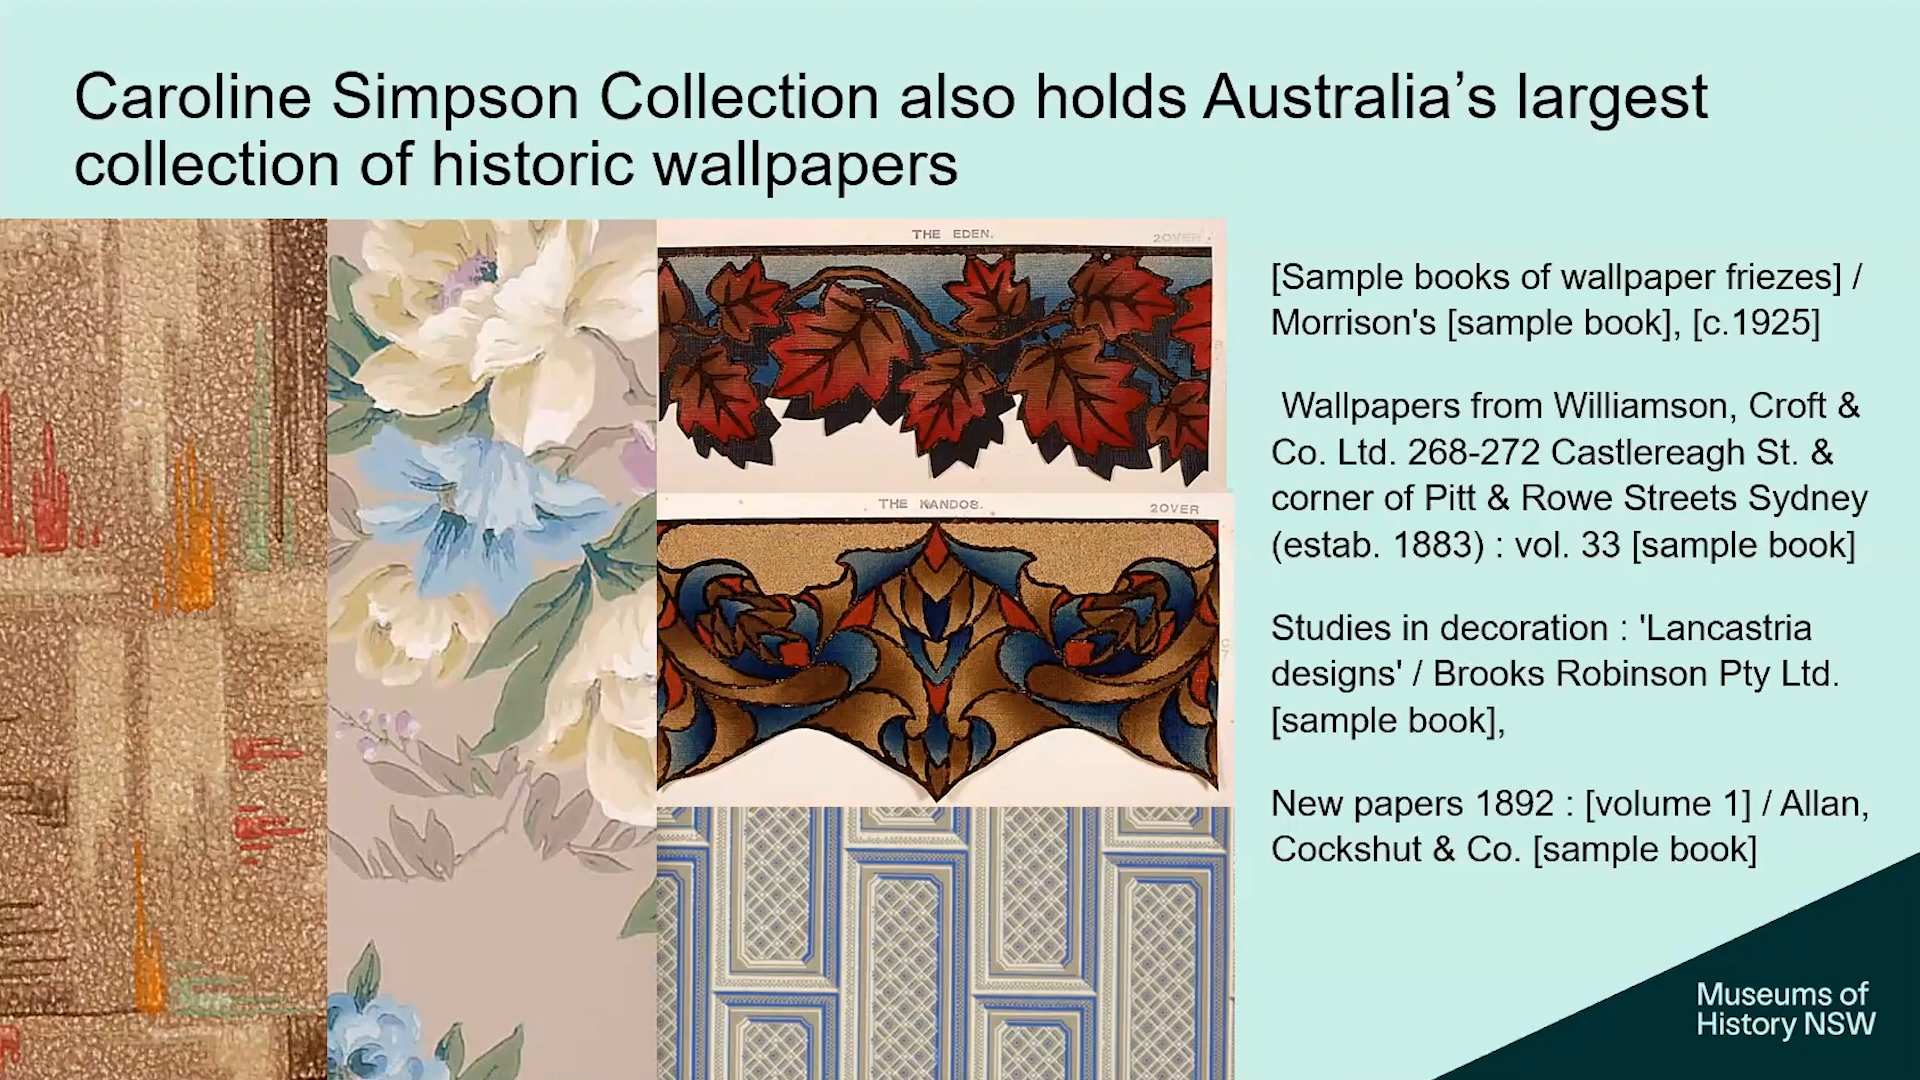 Caroline Simpson Collection also holds Australia’s largest
collection of historic wallpapers
THE EDEN.
2OVER
THE KANDOS.
2OVER
[Sample books of wallpaper friezes] /
Morrison's [sample book], [c.1925]
Wallpapers from Williamson, Croft &
Co. Ltd. 268-272 Castlereagh St. &
corner of Pitt & Rowe Streets Sydney
(estab. 1883) : vol. 33 [sample book]
Studies in decoration : 'Lancastria
designs' / Brooks Robinson Pty Ltd.
[sample book],
New papers 1892 : [volume 1] / Allan,
Cockshut & Co. [sample book]
Museums of
History NSW